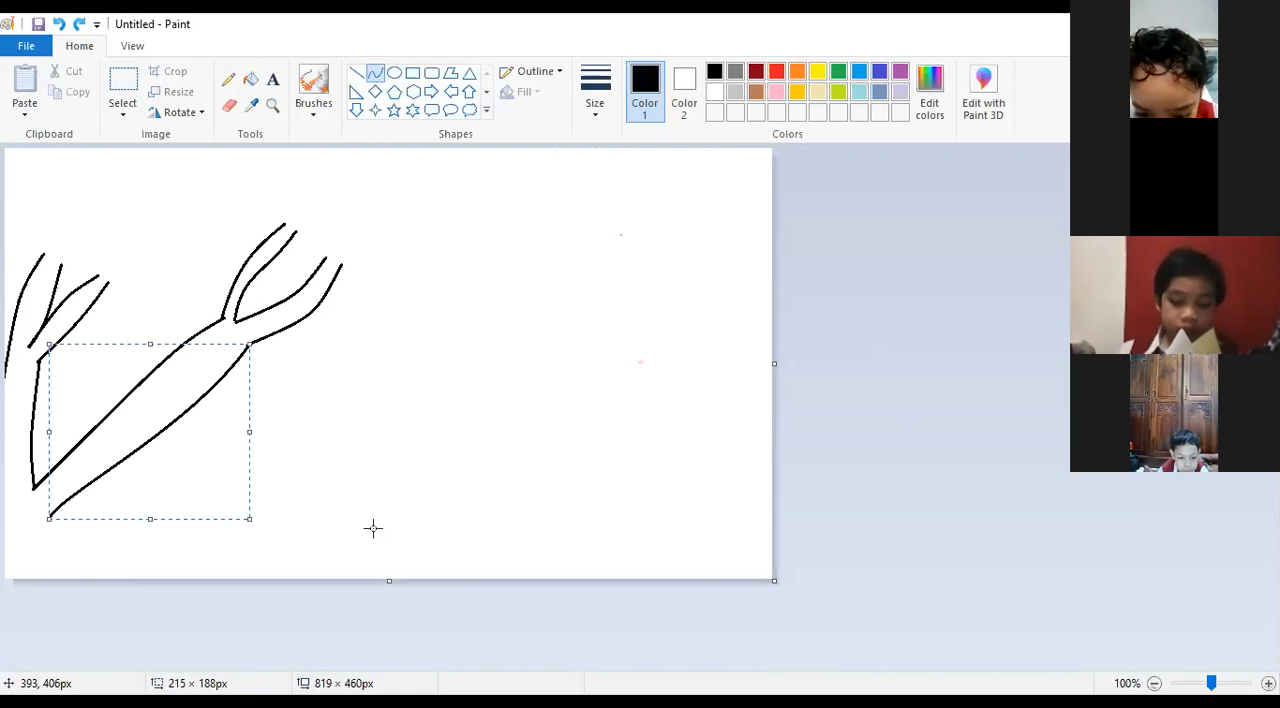 Untitled - Paint
File Home View
Paste
Cut
Copy
Clipboard
Select
Crop
Resize
Rotate
Image
A
Tools
Brushes
Outline
Fill
Shapes
Size
Color
1
Color
2
Edit
colors
Edit with
Paint 3D
Colors
393, 406px
215 × 188px
819 × 460px
100%